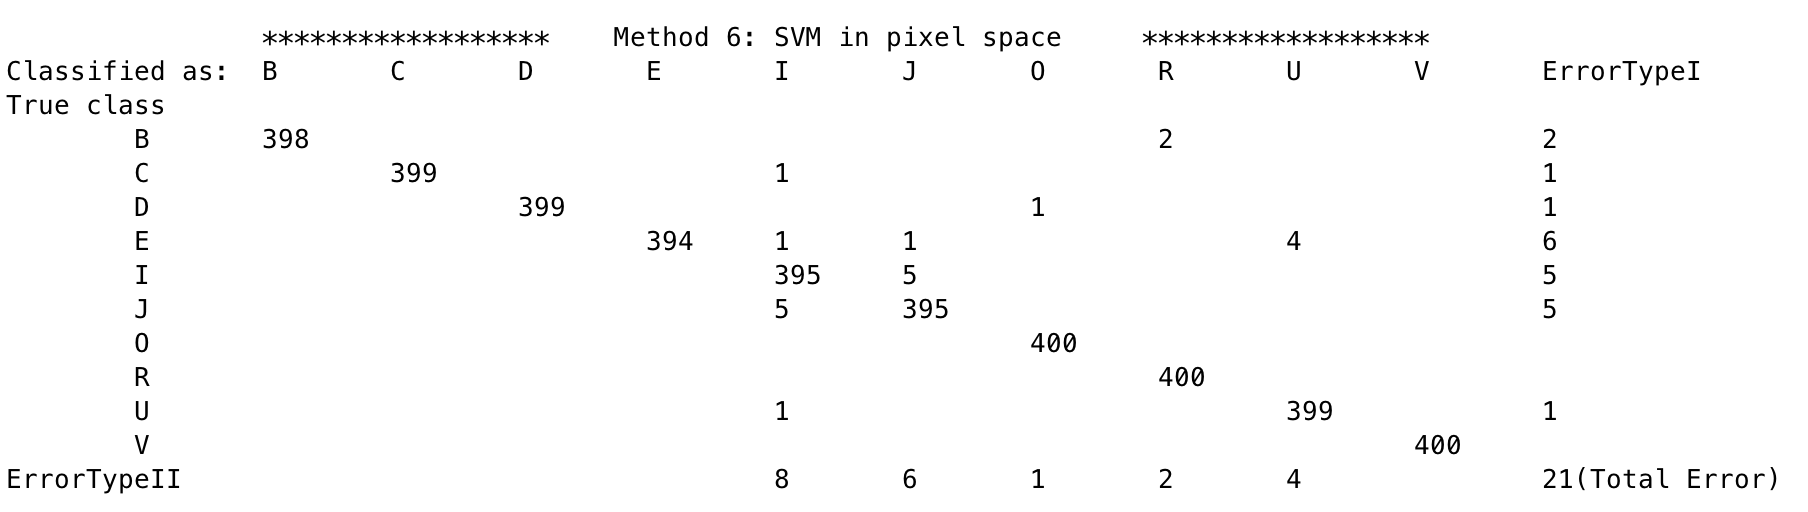 ****************** Method 6: SVM in pixel space ******************
Classified as: B C D E I J O R U V ErrorTypeI
True class
B 398 2 2
C 399 1 1
D 399 1 1
E 394 1 1 4 6
I 395 5 5
J 5 395 5
O 400
R 400
U 1 399 1
V 400
ErrorTypeII 8 6 1 2 4 21(Total Error)